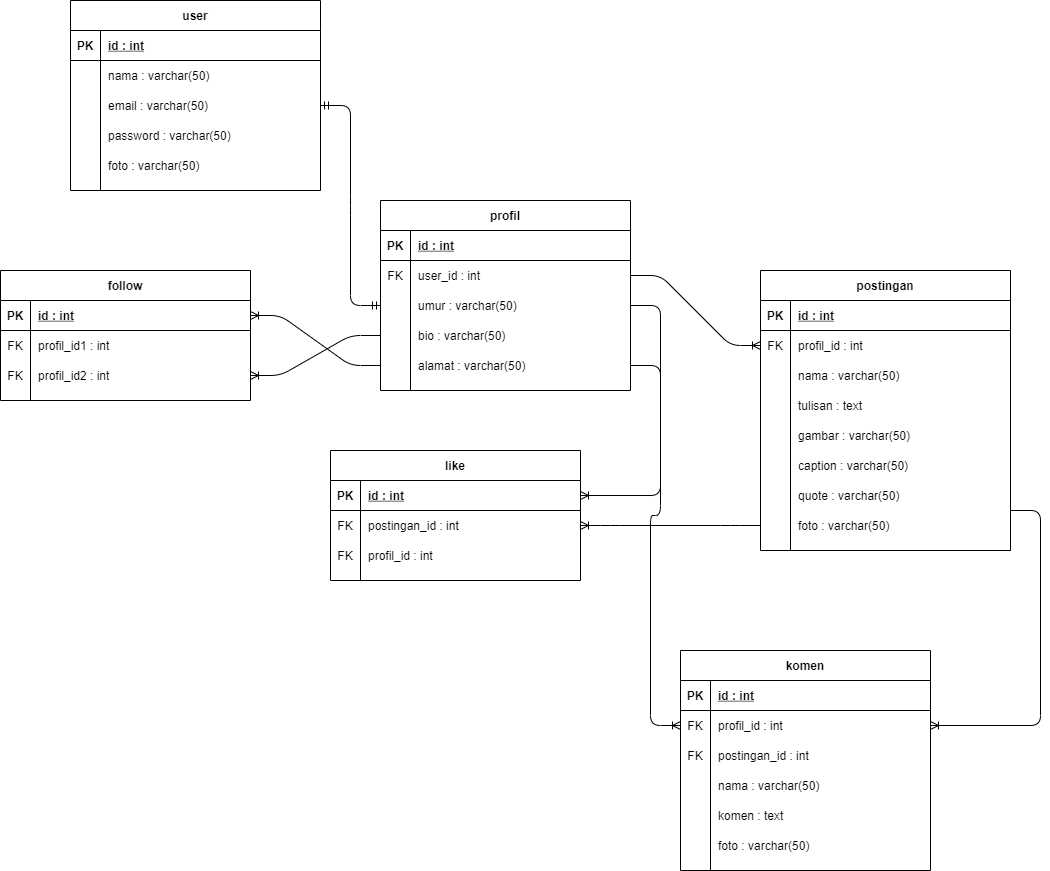 user
PK id : int
nama : varchar(50)
email : varchar(50)
password : varchar(50)
foto : varchar(50)
profil
PK id : int
FK user_id : int
umur : varchar(50)
bio : varchar(50)
alamat : varchar(50)
follow
PK id : int
FK profil_id1 : int
FK profil_id2 : int
postingan
PK id : int
FK profil_id : int
nama : varchar(50)
tulisan : text
gambar : varchar(50)
caption : varchar(50)
quote : varchar(50)
foto : varchar(50)
like
PK id : int
FK postingan_id : int
FK profil_id : int
komen
PK id : int
FK profil_id : int
FK postingan_id : int
nama : varchar(50)
komen : text
foto : varchar(50)